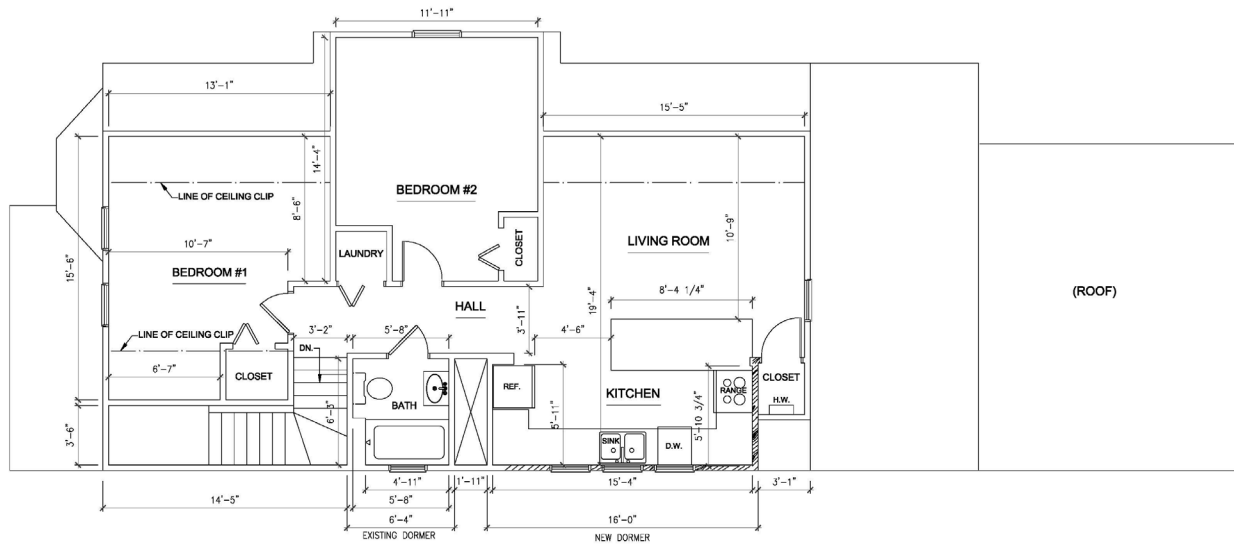 11'-11"
13'-1"
15'-5"
14'-4"
8'-6"
LINE OF CEILING CLIP
BEDROOM #2
10'-9"
CLOSET
LIVING ROOM
10'-7"
LAUNDRY
BEDROOM #1
15'-6"
8'-4 1/4"
(ROOF)
HALL
19'-4"
3'-11"
4'-6"
LINE OF CEILING CLIP
3'-2"
5'-8"
DN.
6'-7"
CLOSET
BATH
REF.
KITCHEN
RANGE
CLOSET
H.W.
6'-3"
5'-11"
5'-10 3/4"
3'-6"
SINK
D.W.
4'-11"
1'-11"
15'-4"
3'-1"
14'-5"
5'-8"
6'-4"
16'-0"
EXISTING DORMER
NEW DORMER